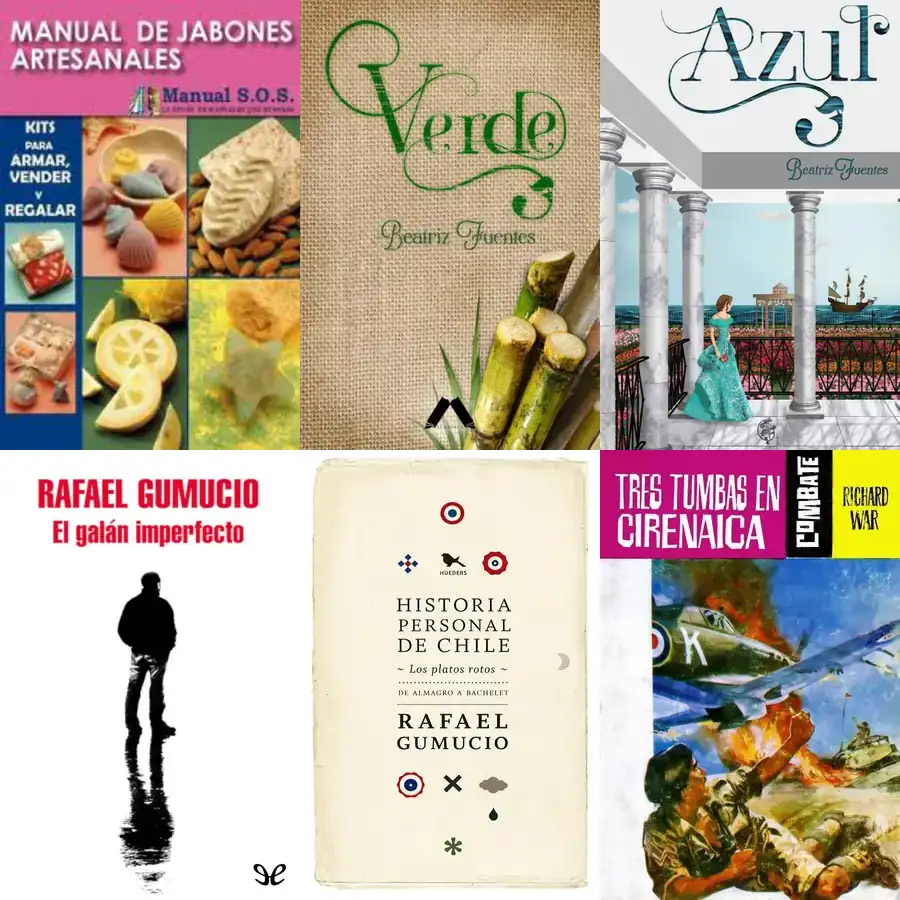 MANUAL DE JABONES
ARTESANALES
Manual S.O.S.
KITS
PARA
ARMAR,
VENDER
Y
REGALAR
Verde
Beatriz Fuentes
Azul
Beatriz Fuentes
RAFAEL GUMUCIO
El galán imperfecto
HUEDERS
HISTORIA
PERSONAL
DE CHILE
~ Los platos rotos ~
DE ALMAGRO A BACHELET
RAFAEL
GUMUCIO
TRES TUMBAS EN
CIRENAICA
COMBATE
RICHARD
WAR
K